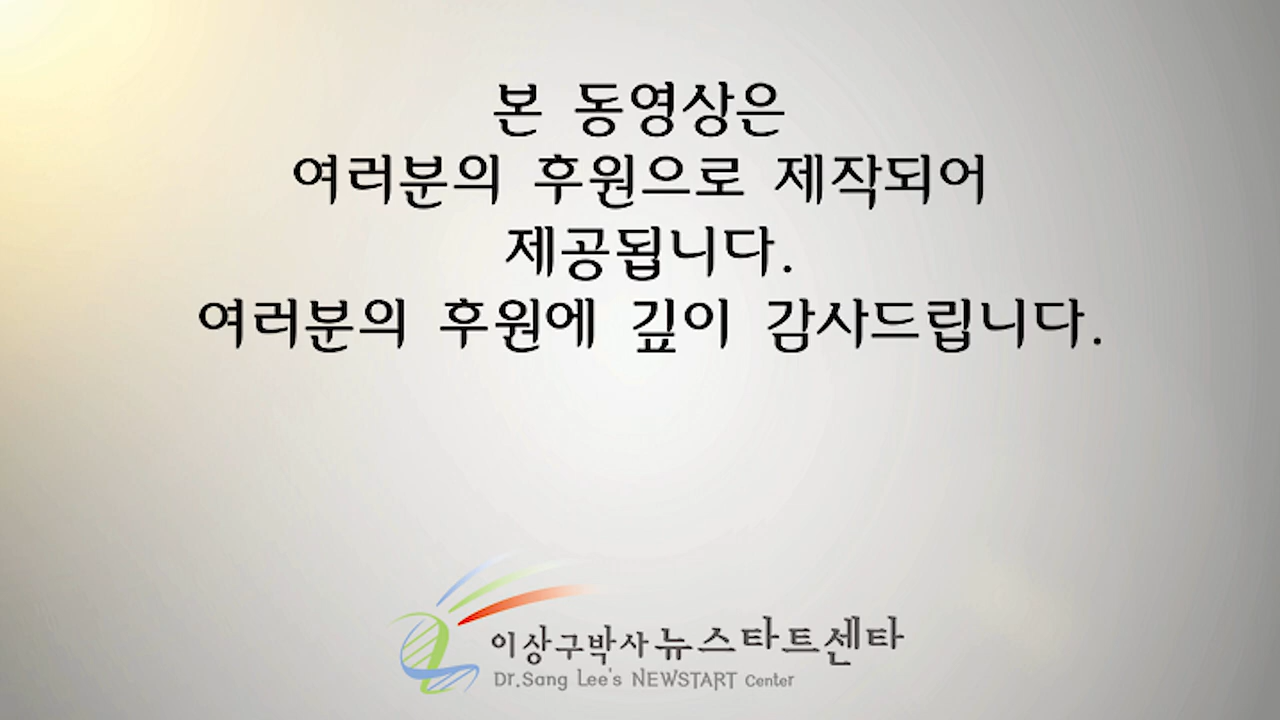 본 동영상은
여러분의 후원으로 제작되어
제공됩니다.
여러분의 후원에 깊이 감사드립니다.
이상구박사 뉴스타트센타
Dr.Sang Lee's NEWSTART Center